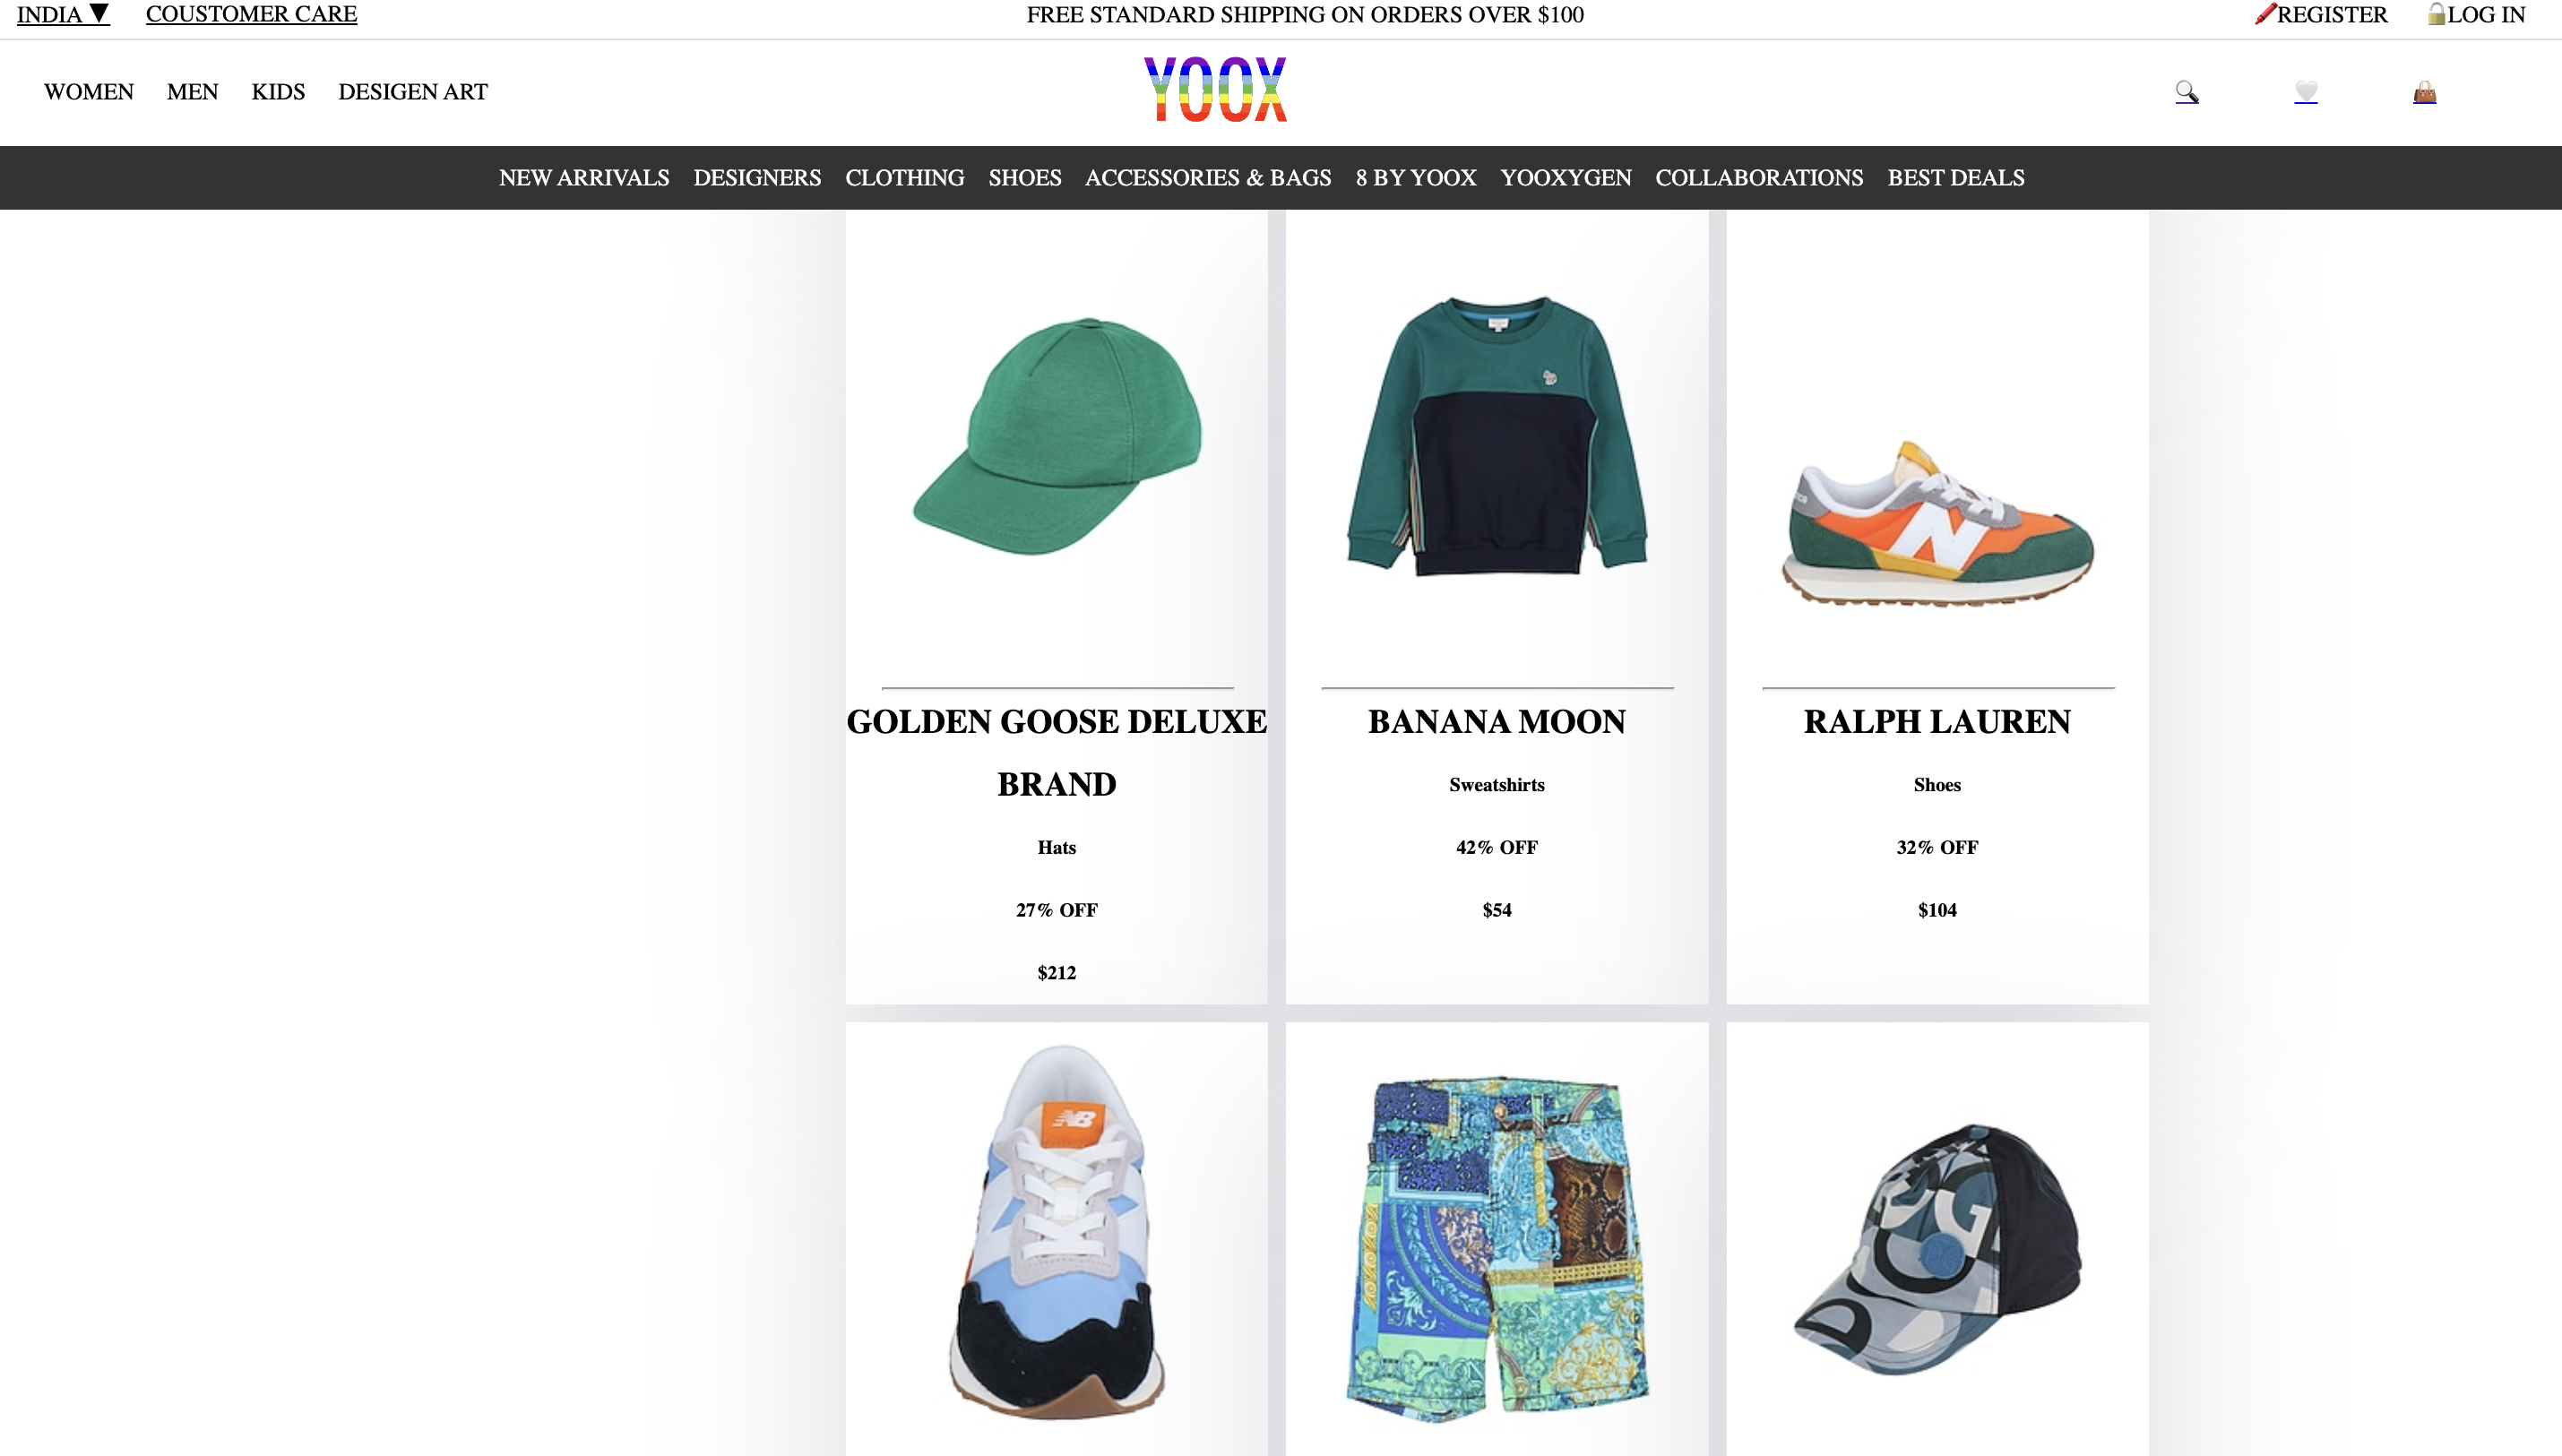 INDIA ▼ COUSTOMER CARE FREE STANDARD SHIPPING ON ORDERS OVER $100 REGISTER LOG IN
WOMEN MEN KIDS DESIGEN ART YOOX
NEW ARRIVALS DESIGNERS CLOTHING SHOES ACCESSORIES & BAGS 8 BY YOOX YOOXYGEN COLLABORATIONS BEST DEALS
N
GOLDEN GOOSE DELUXE
BRAND
Hats
27% OFF
$212
BANANA MOON
Sweatshirts
42% OFF
$54
RALPH LAUREN
Shoes
32% OFF
$104
NB